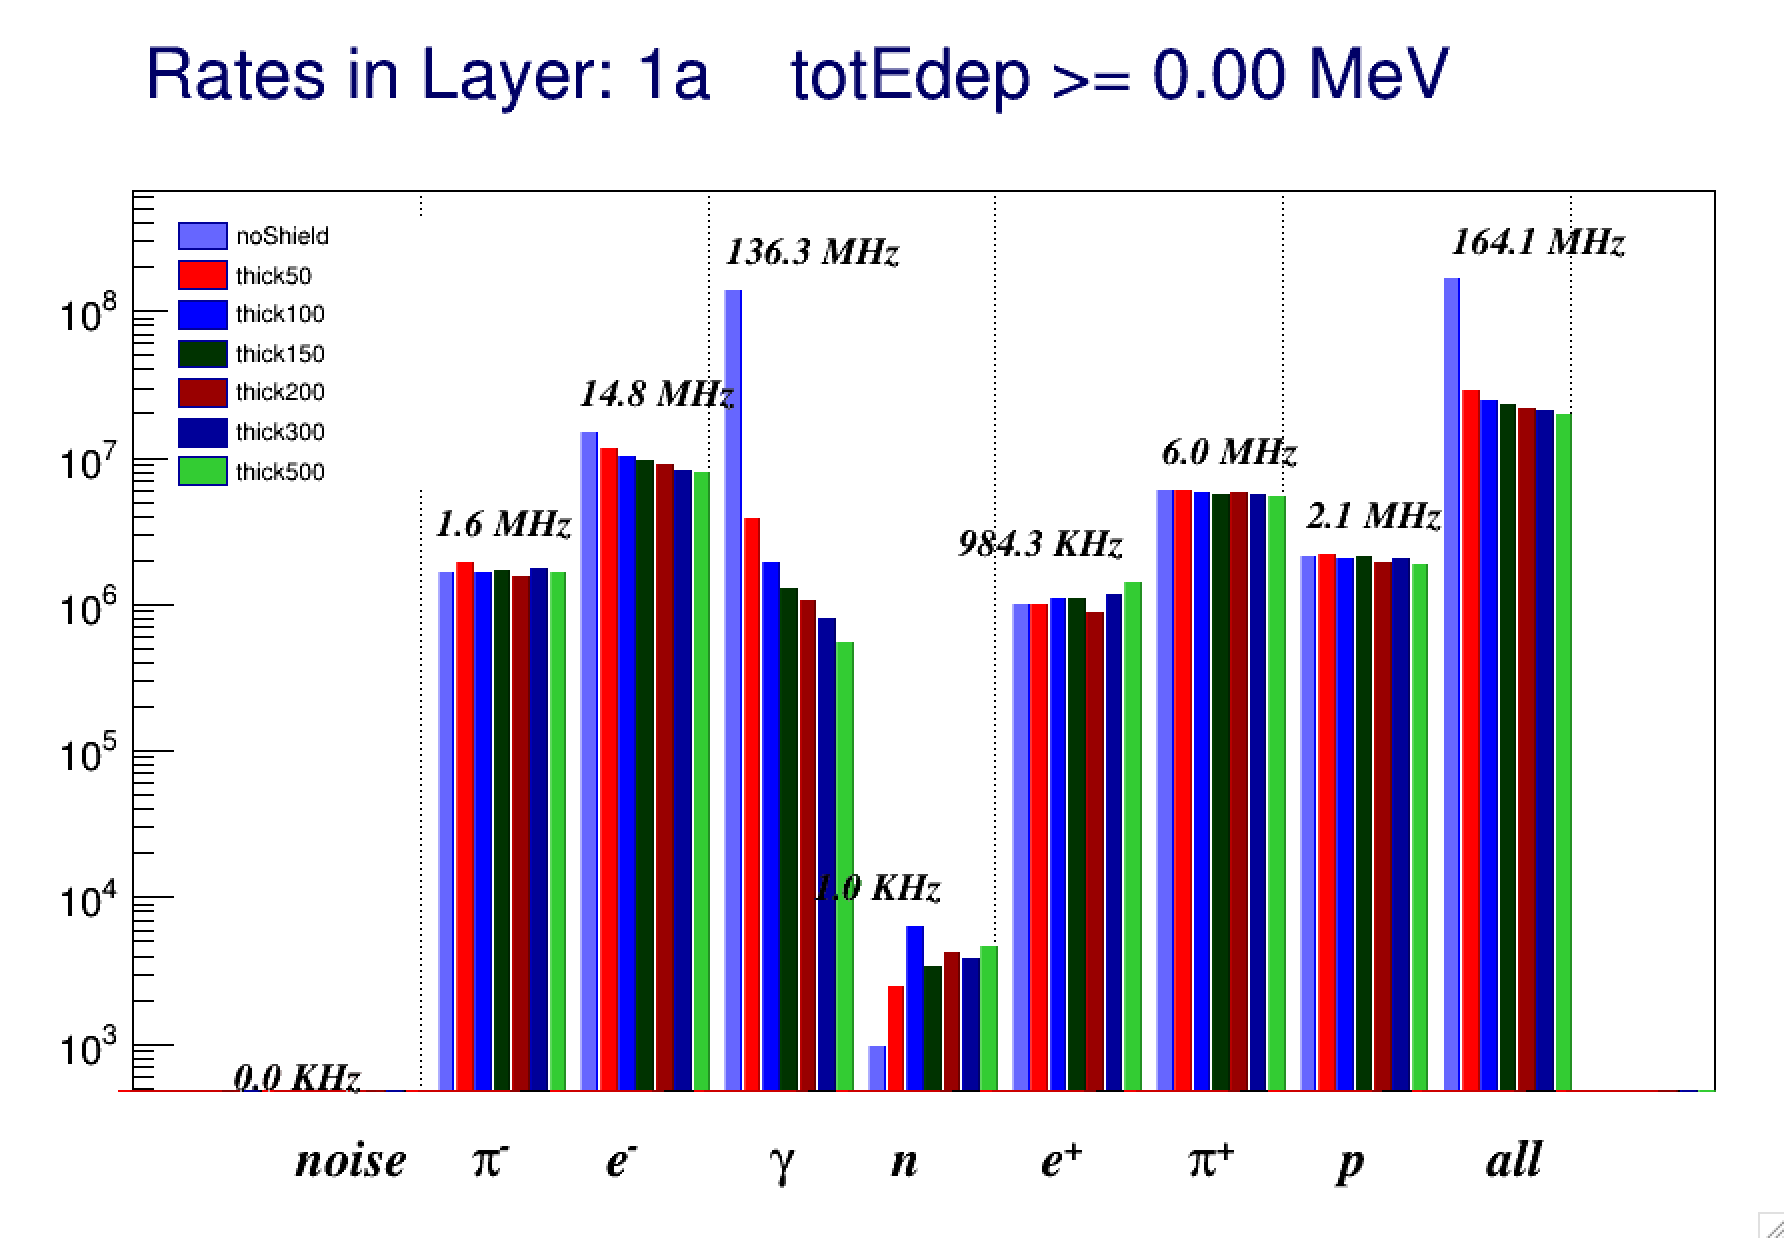 Rates in Layer: 1a totEdep >= 0.00 MeV
noShield
thick50
thick100
thick150
thick200
thick300
thick500
10⁸
10⁷
10⁶
10⁵
10⁴
10³
0.0 KHz
1.6 MHz
14.8 MHz
136.3 MHz
1.0 KHz
984.3 KHz
6.0 MHz
2.1 MHz
164.1 MHz
noise π⁻ e⁻ γ n e⁺ π⁺ p all